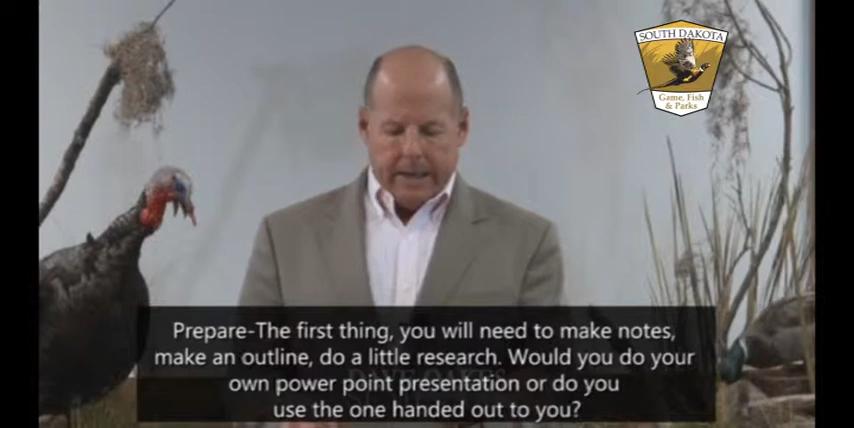 SOUTH DAKOTA
Game, Fish
& Parks
Prepare-The first thing, you will need to make notes,
make an outline, do a little research. Would you do your
own power point presentation or do you
use the one handed out to you?